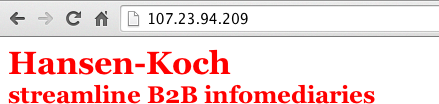 107.23.94.209
Hansen-Koch
streamline B2B infomediaries